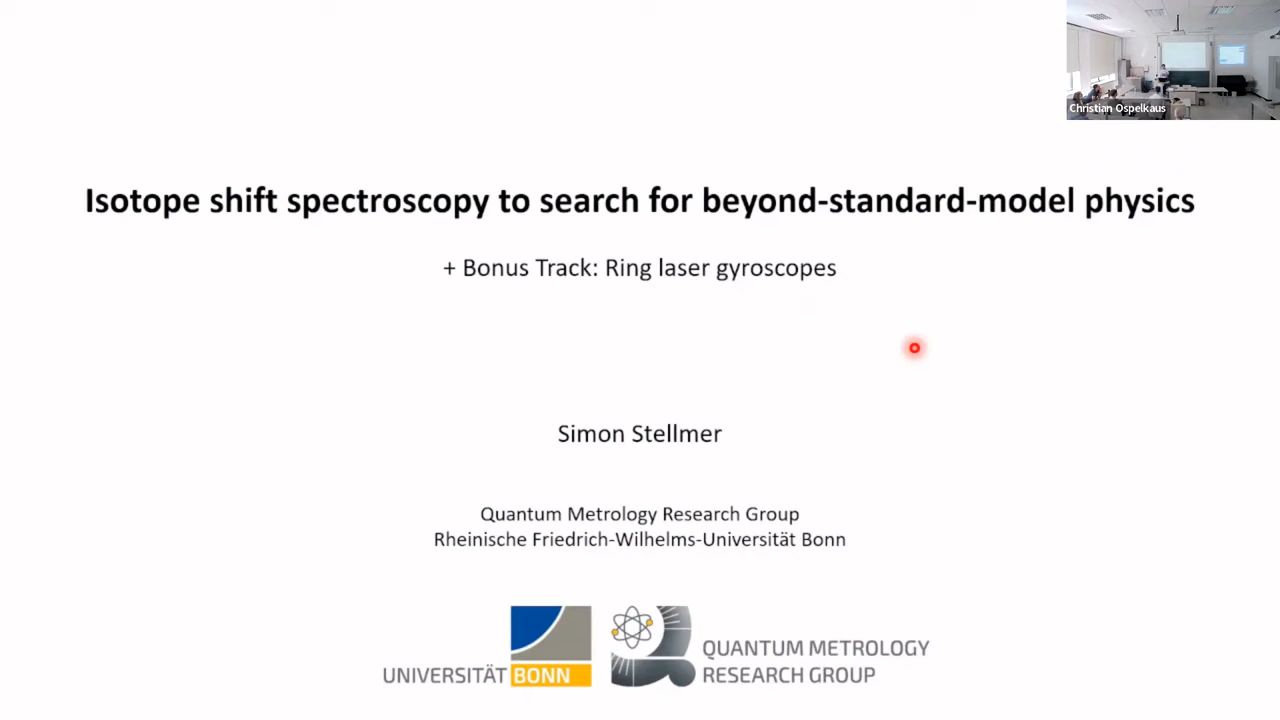 Christian Ospelkaus
Isotope shift spectroscopy to search for beyond-standard-model physics
+ Bonus Track: Ring laser gyroscopes
Simon Stellmer
Quantum Metrology Research Group
Rheinische Friedrich-Wilhelms-Universität Bonn
UNIVERSITÄT BONN
QUANTUM METROLOGY
RESEARCH GROUP